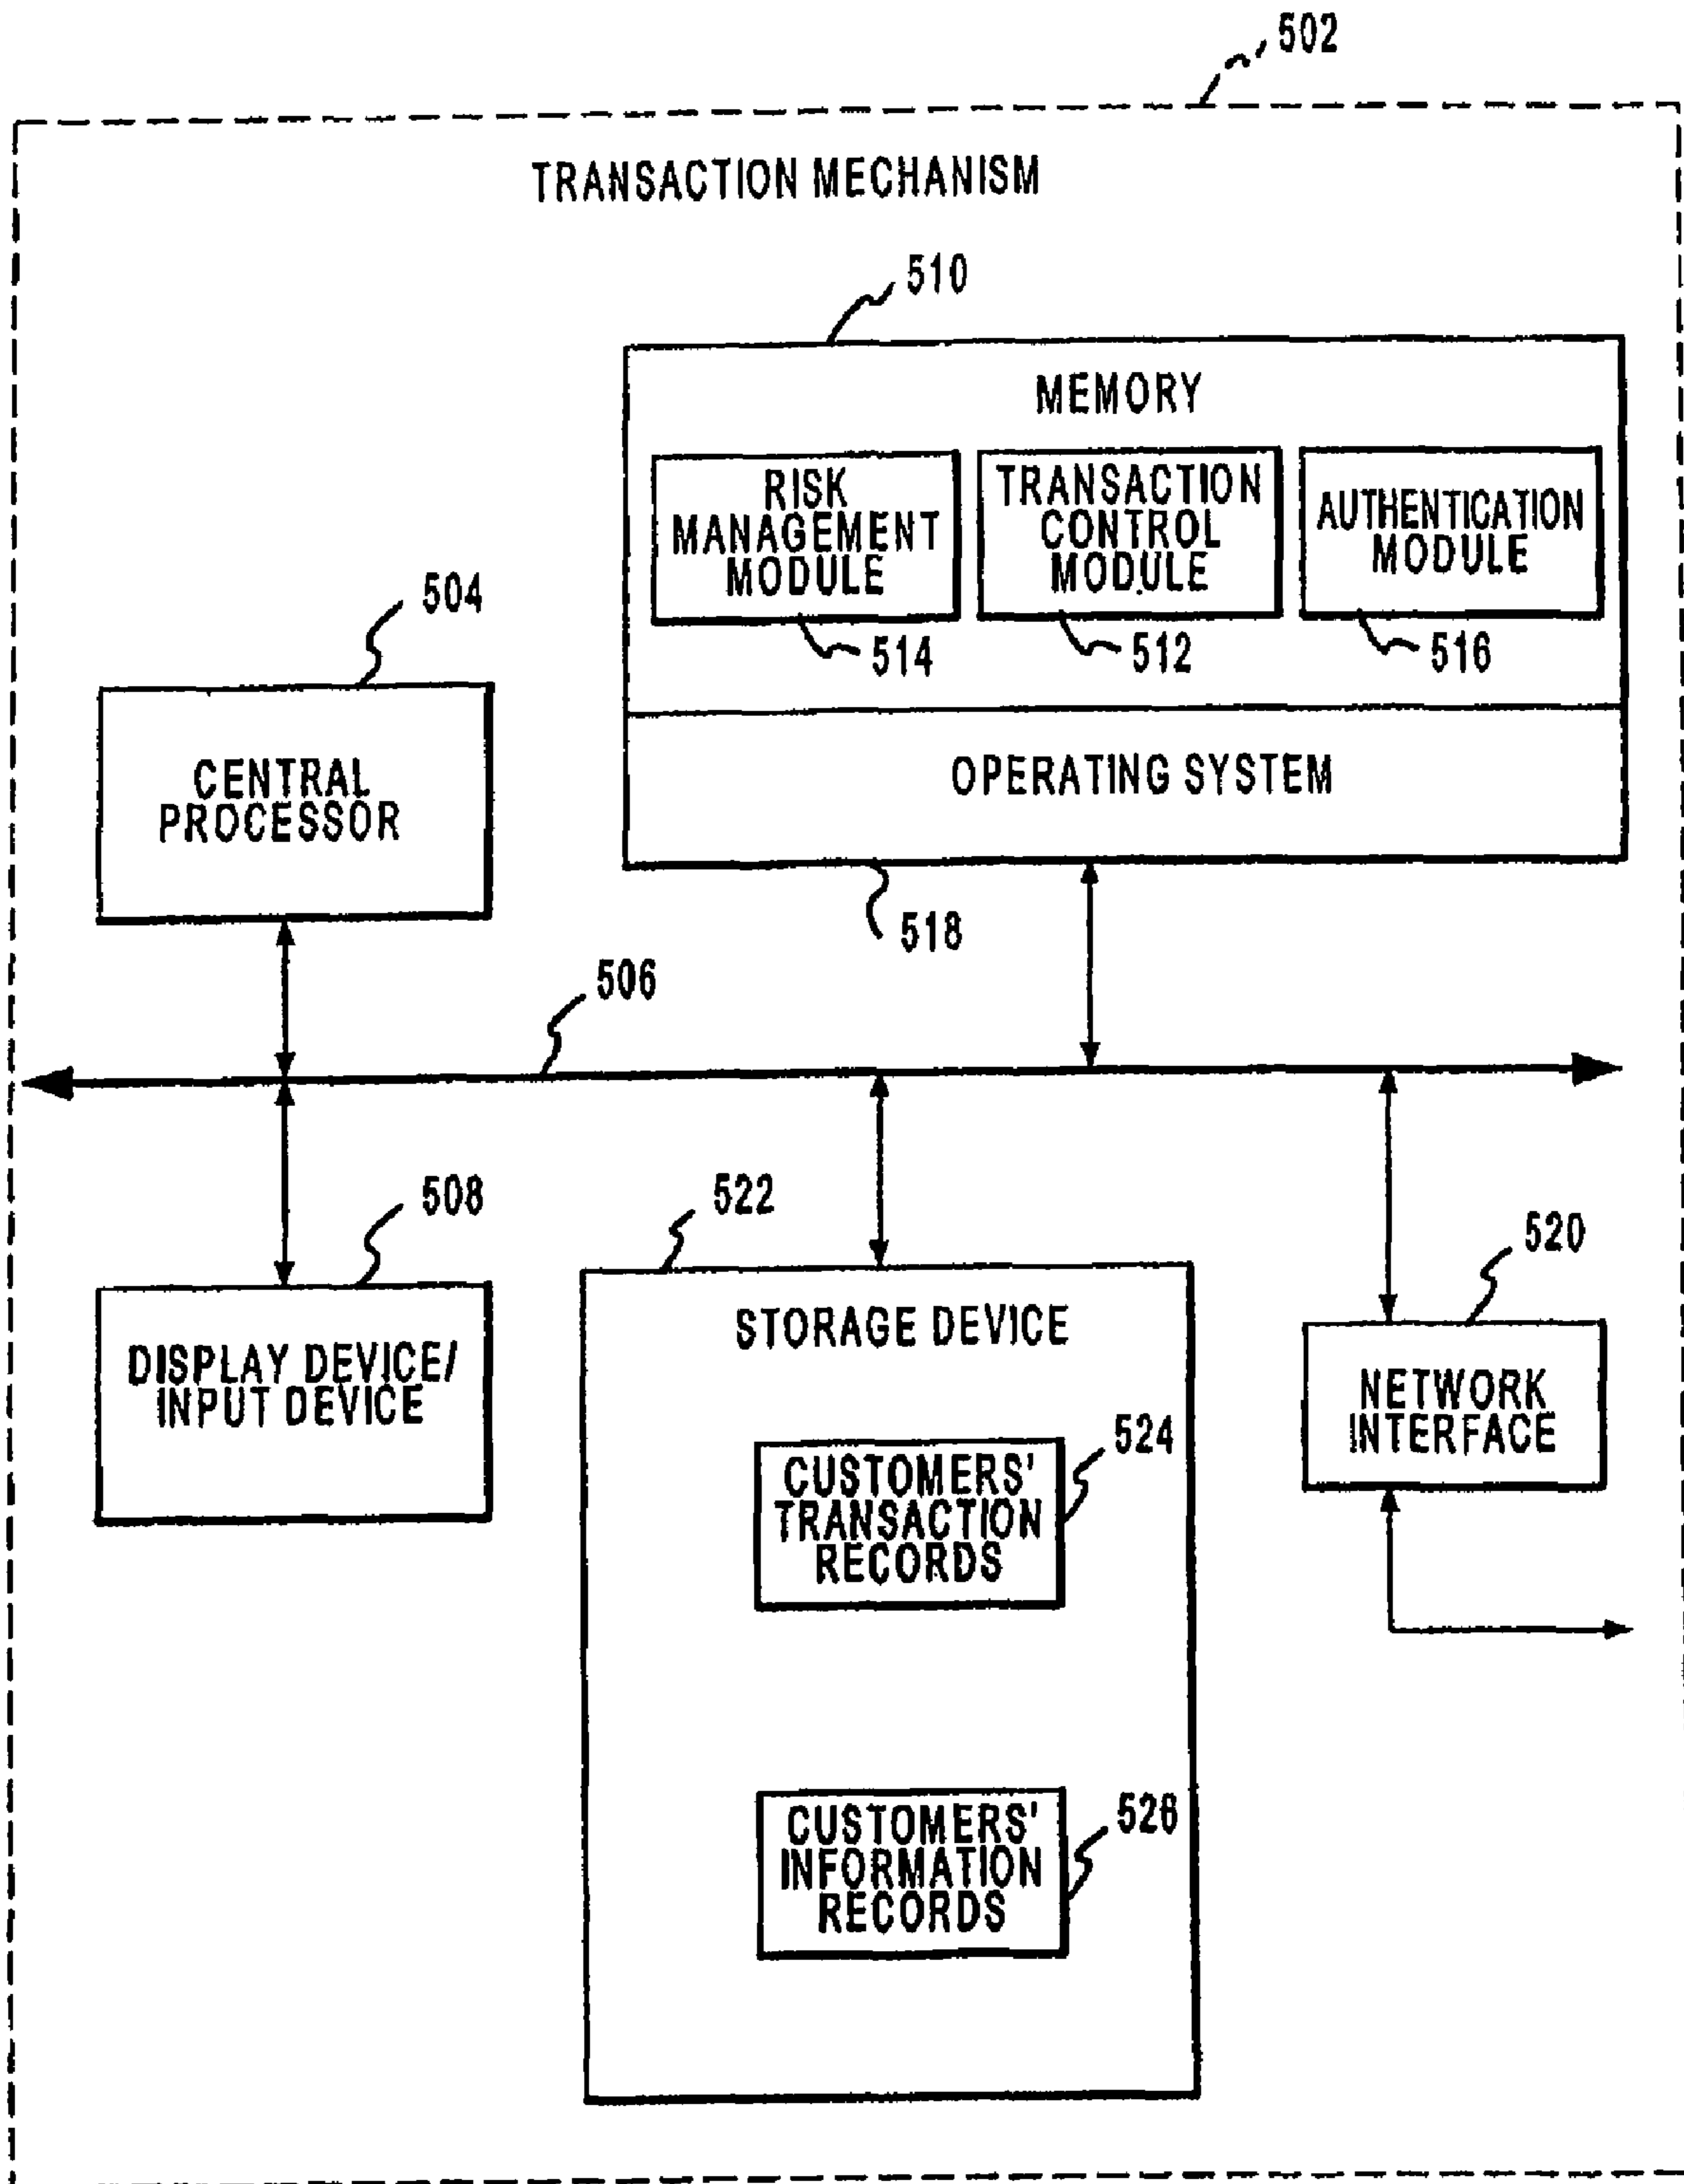 502
TRANSACTION MECHANISM
510
MEMORY
RISK
MANAGEMENT
MODULE
TRANSACTION
CONTROL
MODULE
AUTHENTICATION
MODULE
514
512
516
504
CENTRAL
PROCESSOR
OPERATING SYSTEM
518
506
508
DISPLAY DEVICE/
INPUT DEVICE
522
STORAGE DEVICE
520
NETWORK
INTERFACE
524
CUSTOMERS'
TRANSACTION
RECORDS
526
CUSTOMERS'
INFORMATION
RECORDS